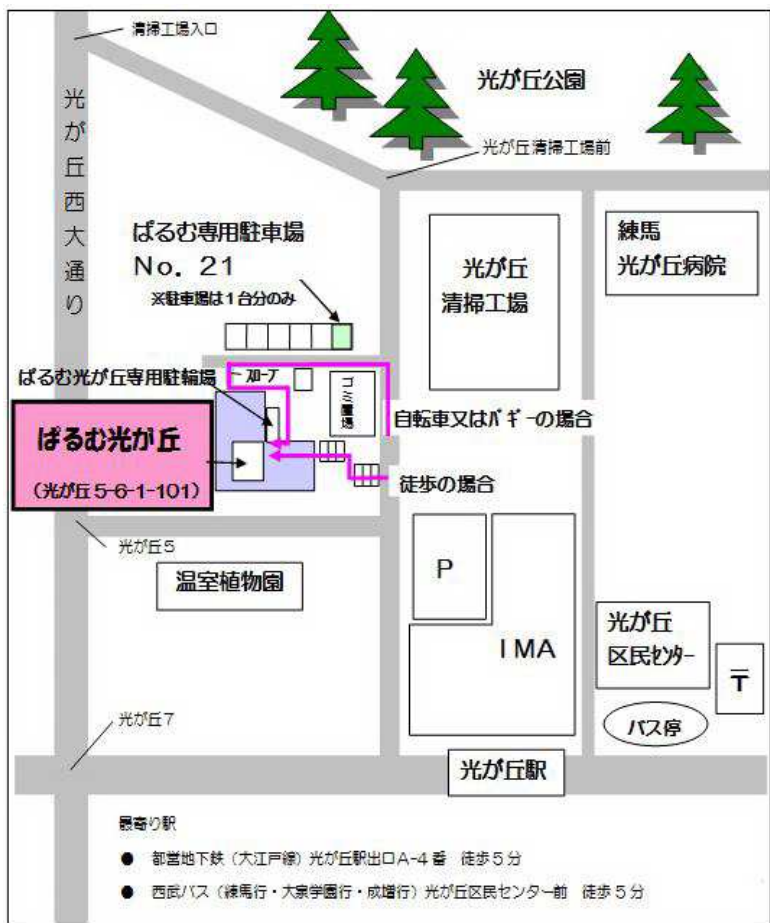 清掃工場入口
光が丘公園
光が丘西大通り
光が丘清掃工場前
ぱるむ専用駐車場
No. 21
※駐車場は1台分のみ
光が丘
清掃工場
練馬
光が丘病院
ぱるむ光が丘専用駐輪場
スロープ
ゴミ置場
自転車又はバギーの場合
ぱるむ光が丘
(光が丘5-6-1-101)
徒歩の場合
光が丘5
温室植物園
P
IMA
光が丘
区民センター
〒
バス停
光が丘7
光が丘駅
最寄り駅
● 都営地下鉄(大江戸線)光が丘駅出口A-4番 徒歩5分
● 西武バス(練馬行・大泉学園行・成増行)光が丘区民センター前 徒歩5分